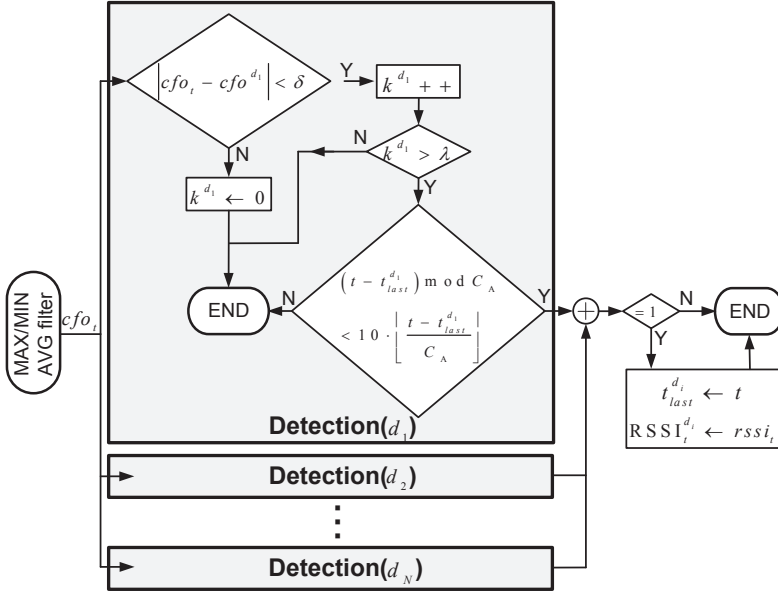 MAX/MIN
AVG filter
cfo_t
|cfo_t − cfo^{d_1}| < δ
Y
k^{d_1} ++
N
k^{d_1} > λ
N
Y
k^{d_1} ← 0
END
N
(t − t_{last}^{d_1}) mod C_A
< 10 · ⌊(t − t_{last}^{d_1}) / C_A⌋
Y
Detection(d_1)
Detection(d_2)
⋮
Detection(d_N)
+
= 1
N
END
Y
t_{last}^{d_i} ← t
RSSI_t^{d_i} ← rssi_t